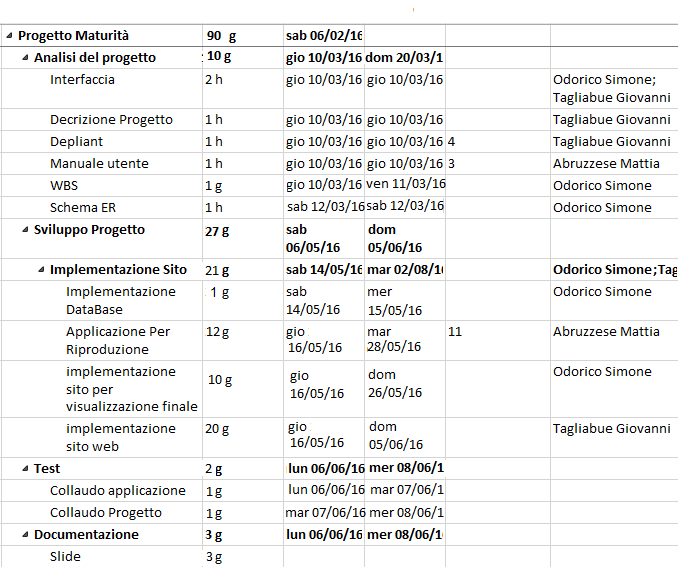 Progetto Maturità 90 g sab 06/02/16
Analisi del progetto 10 g gio 10/03/16 dom 20/03/1
Interfaccia 2 h gio 10/03/16 gio 10/03/16 Odorico Simone;
Tagliabue Giovanni
Decrizione Progetto 1 h gio 10/03/16 gio 10/03/16 Tagliabue Giovanni
Depliant 1 h gio 10/03/16 gio 10/03/16 4 Tagliabue Giovanni
Manuale utente 1 h gio 10/03/16 gio 10/03/16 3 Abruzzese Mattia
WBS 1 g gio 10/03/16 ven 11/03/16 Odorico Simone
Schema ER 1 h sab 12/03/16 sab 12/03/16 Odorico Simone
Sviluppo Progetto 27 g sab dom
06/05/16 05/06/16
Implementazione Sito 21 g sab 14/05/16 mar 02/08/1 Odorico Simone;Tag
Implementazione 1 g sab mer Odorico Simone
DataBase 14/05/16 15/05/16
Applicazione Per 12 g gio mar 11 Abruzzese Mattia
Riproduzione 16/05/16 28/05/16
implementazione 10 g gio dom Odorico Simone
sito per 16/05/16 26/05/16
visualizzazione finale
implementazione 20 g gio dom Tagliabue Giovanni
sito web 16/05/16 05/06/16
Test 2 g lun 06/06/16 mer 08/06/1
Collaudo applicazione 1 g lun 06/06/16 mar 07/06/1
Collaudo Progetto 1 g mar 07/06/16 mer 08/06/1
Documentazione 3 g lun 06/06/16 mer 08/06/1
Slide 3 g